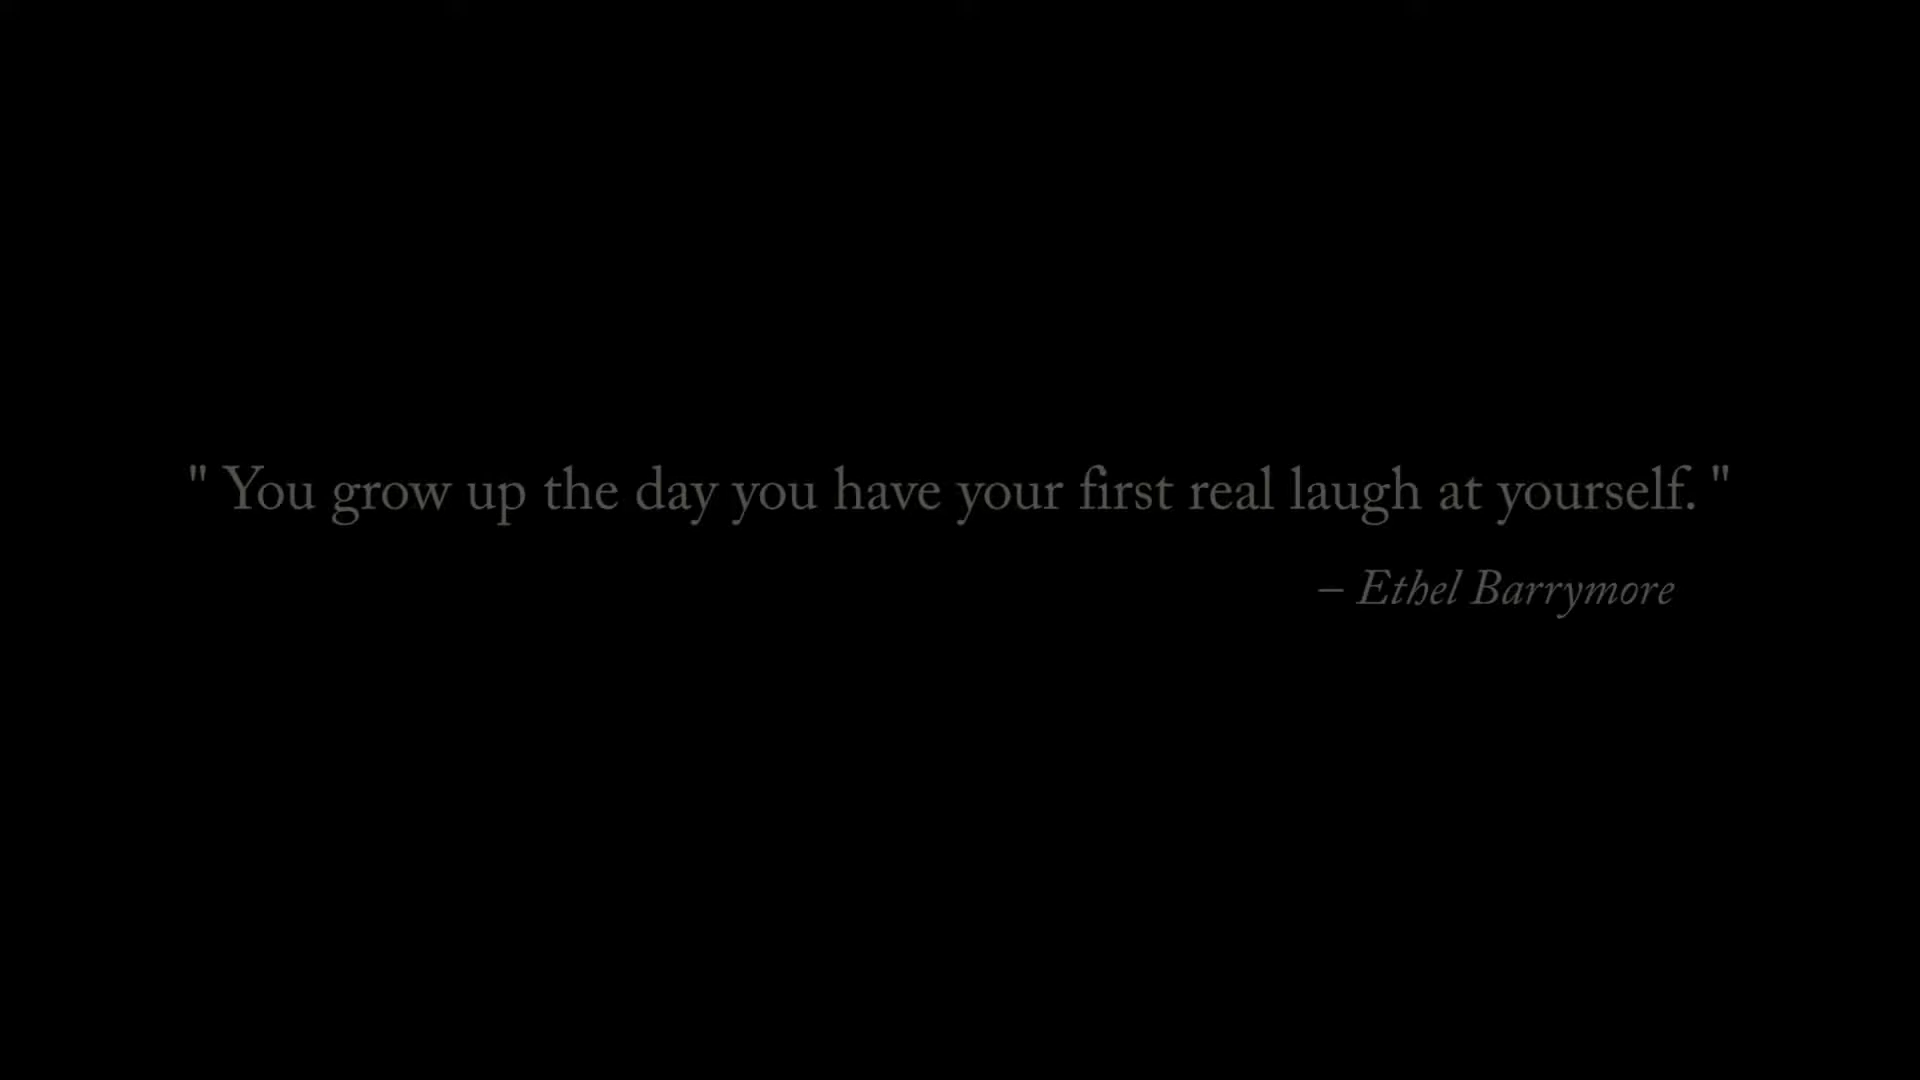 " You grow up the day you have your first real laugh at yourself. "
– Ethel Barrymore